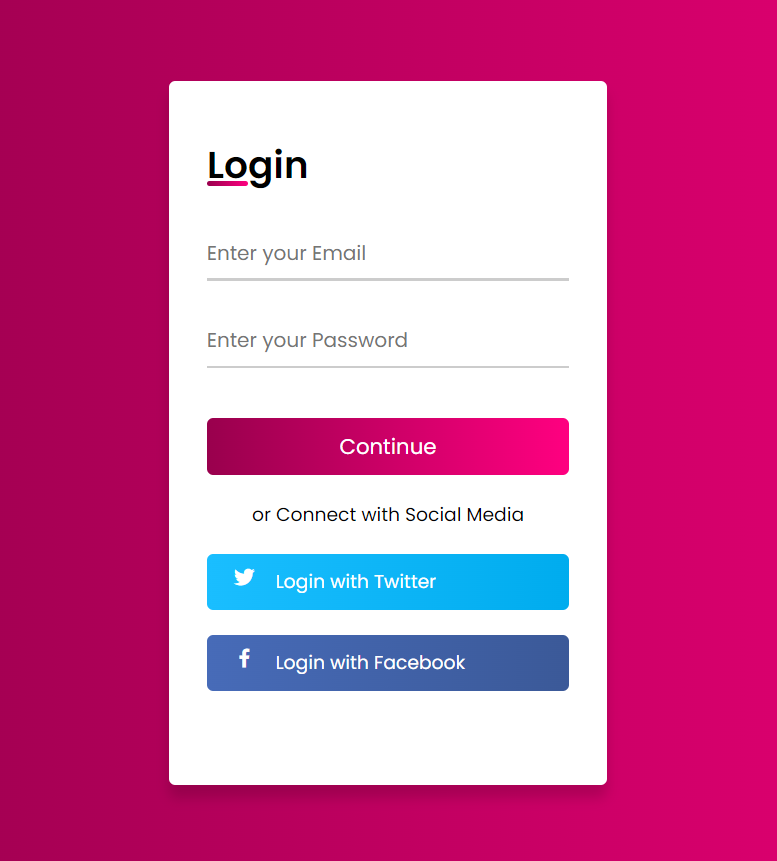 Login
Enter your Email
Enter your Password
Continue
or Connect with Social Media
Login with Twitter
Login with Facebook